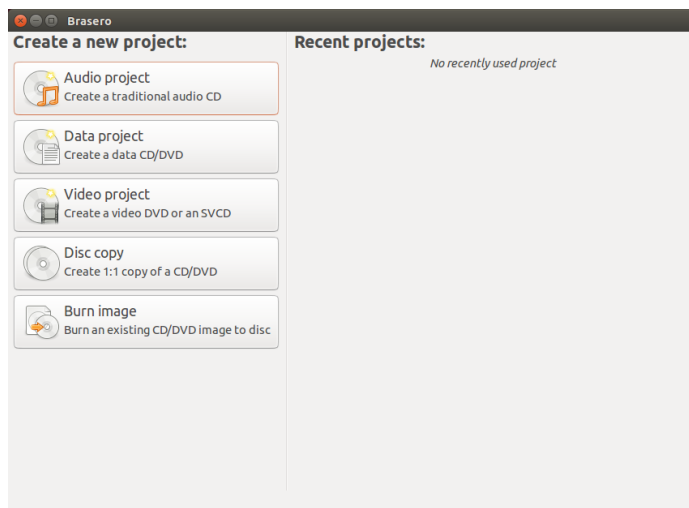 Brasero
Create a new project:
Audio project
Create a traditional audio CD
Data project
Create a data CD/DVD
Video project
Create a video DVD or an SVCD
Disc copy
Create 1:1 copy of a CD/DVD
Burn image
Burn an existing CD/DVD image to disc
Recent projects:
No recently used project